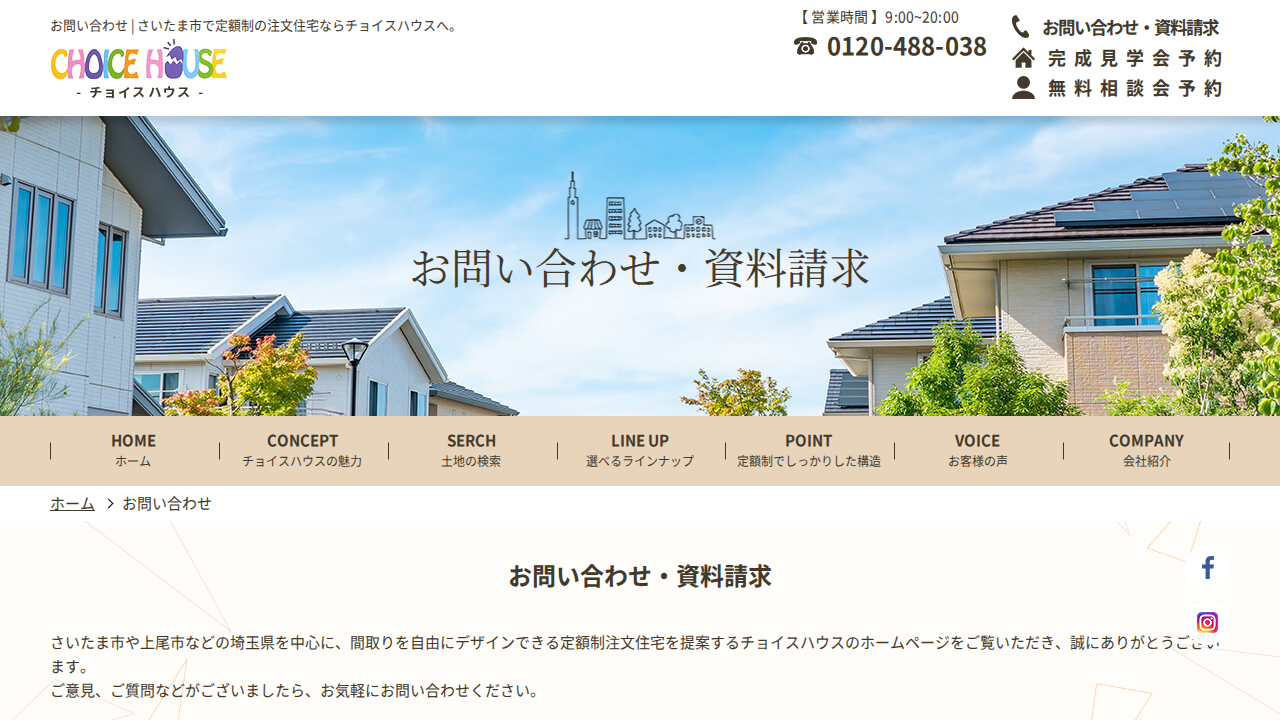 お問い合わせ | さいたま市で定額制の注文住宅ならチョイスハウスへ。
CHOICE HOUSE
- チョイスハウス -
【 営業時間 】9:00~20:00
0120-488-038
お問い合わせ・資料請求
完成見学会予約
無料相談会予約
お問い合わせ・資料請求
HOME
ホーム
CONCEPT
チョイスハウスの魅力
SERCH
土地の検索
LINE UP
選べるラインナップ
POINT
定額制でしっかりした構造
VOICE
お客様の声
COMPANY
会社紹介
ホーム > お問い合わせ
お問い合わせ・資料請求
さいたま市や上尾市などの埼玉県を中心に、間取りを自由にデザインできる定額制注文住宅を提案するチョイスハウスのホームページをご覧いただき、誠にありがとうござい
ます。
ご意見、ご質問などがございましたら、お気軽にお問い合わせください。